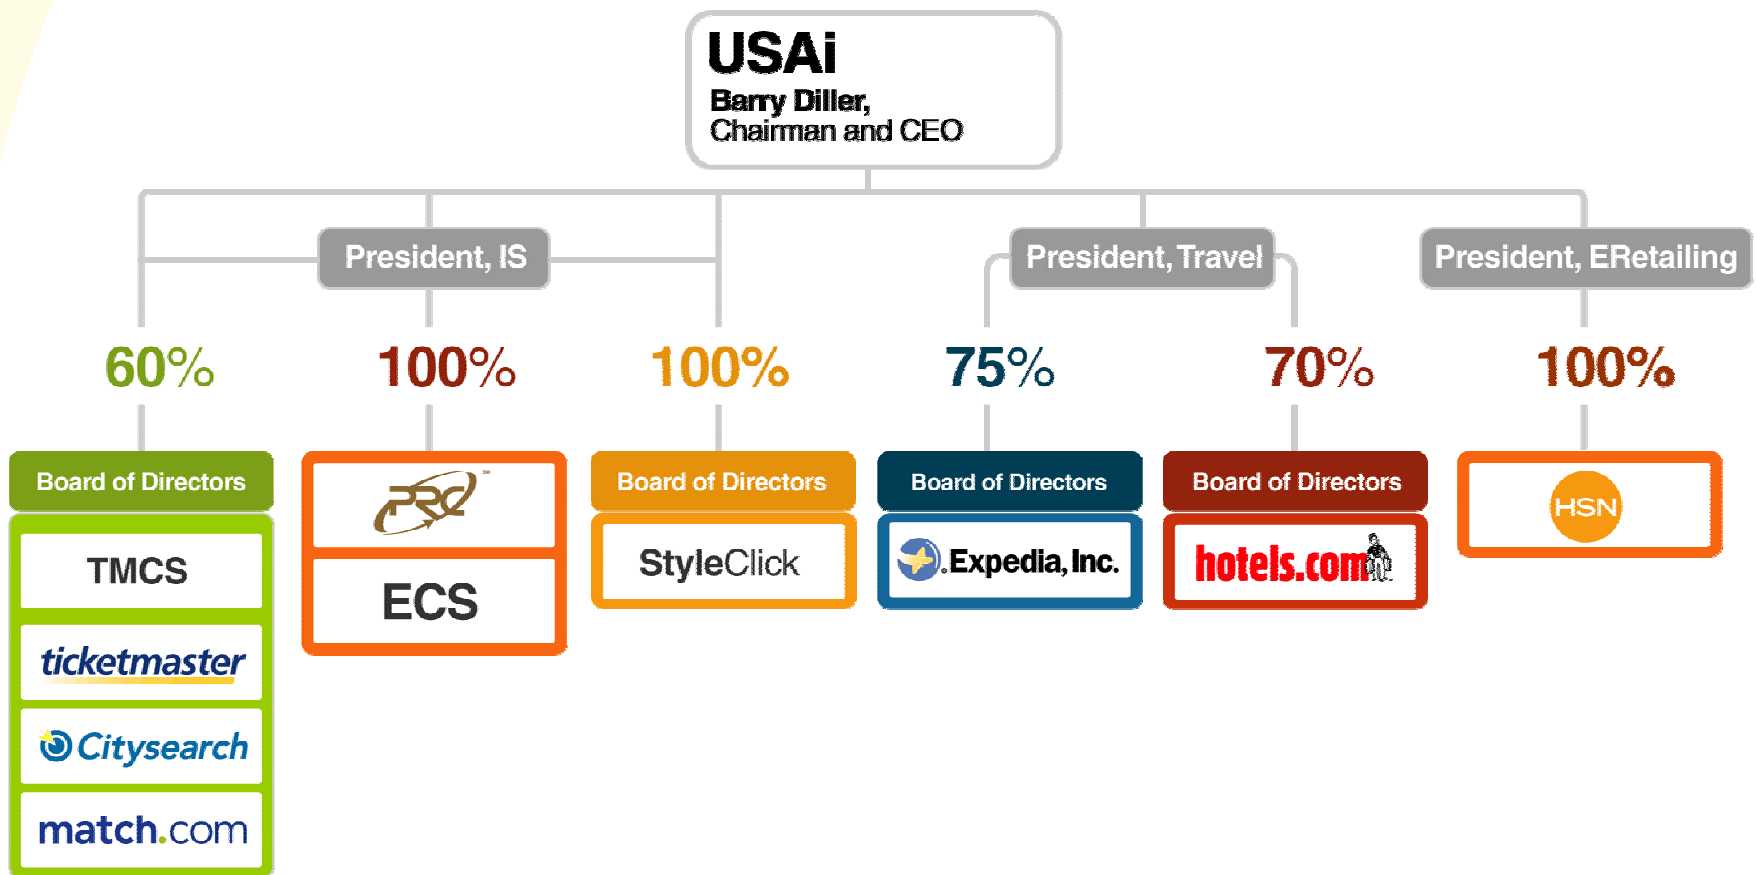 USAi
Barry Diller,
Chairman and CEO
President, IS
President, Travel
President, ERetailing
60%
100%
100%
75%
70%
100%
Board of Directors
TMCS
ticketmaster
Citysearch
match.com
PRC℠
ECS
Board of Directors
StyleClick
Board of Directors
Expedia, Inc.
Board of Directors
hotels.com
HSN